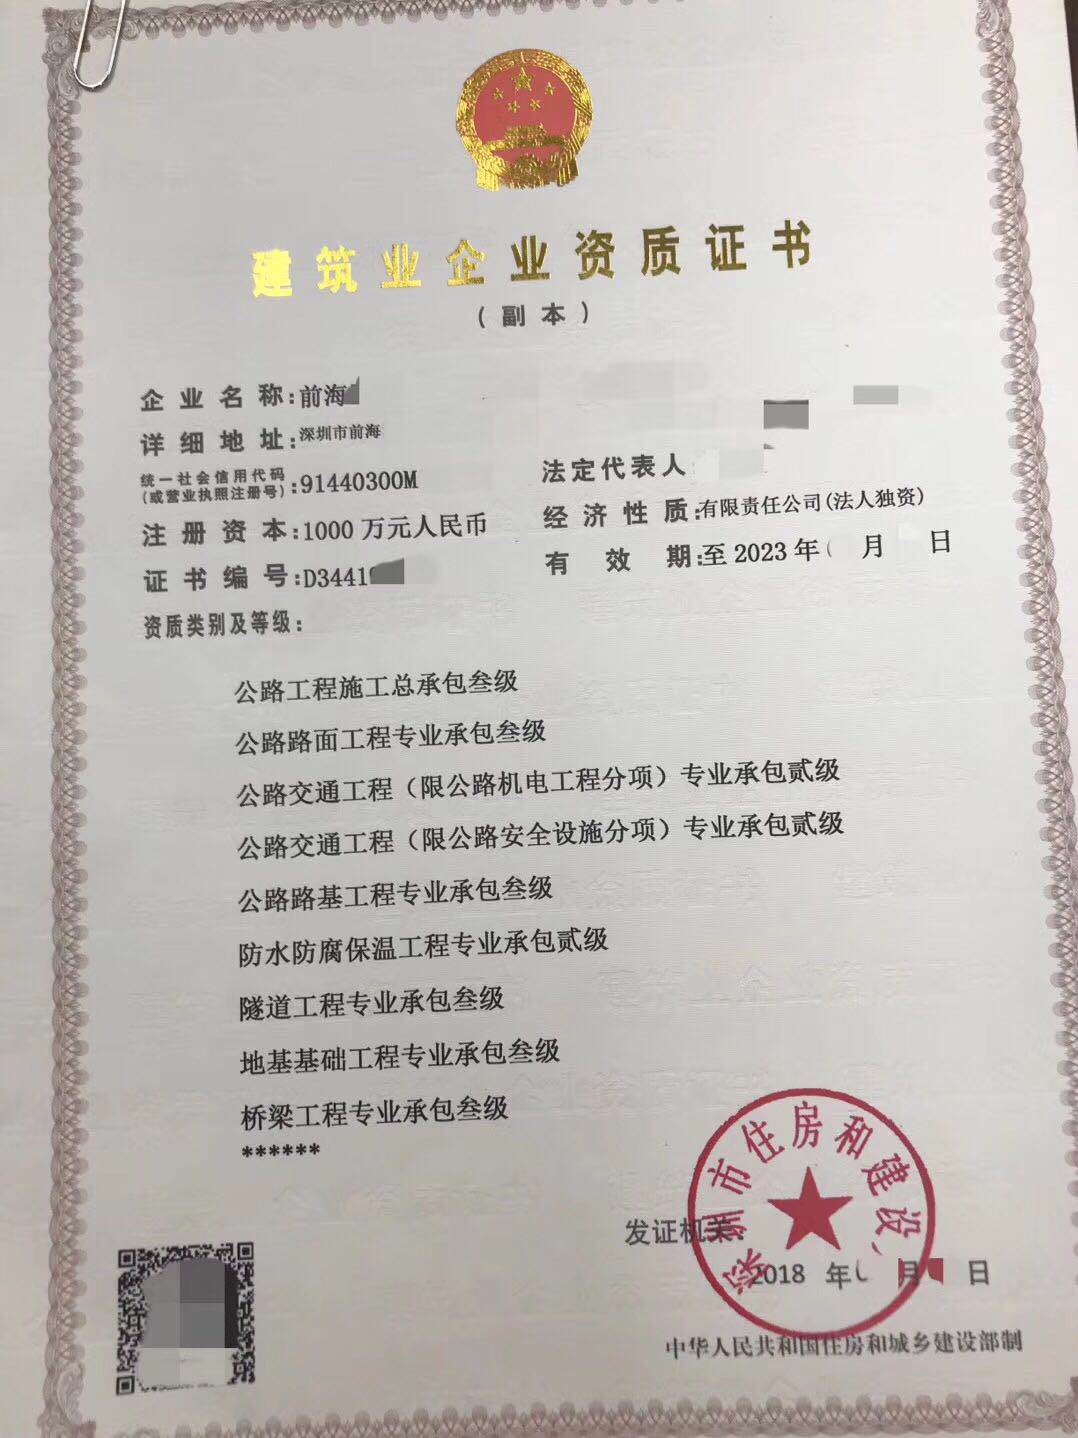 建筑业企业资质证书
（副本）
企业名称：前海
详细地址：深圳市前海
统一社会信用代码
(或营业执照注册号)：91440300M
法定代表人
注册资本：1000万元人民币
经济性质：有限责任公司(法人独资)
证书编号：D3441
有效期：至2023年 月 日
资质类别及等级：
公路工程施工总承包叁级
公路路面工程专业承包叁级
公路交通工程（限公路机电工程分项）专业承包贰级
公路交通工程（限公路安全设施分项）专业承包贰级
公路路基工程专业承包叁级
防水防腐保温工程专业承包贰级
隧道工程专业承包叁级
地基基础工程专业承包叁级
桥梁工程专业承包叁级
******
深圳市住房和建设
发证机关：
2018 年 月 日
中华人民共和国住房和城乡建设部制